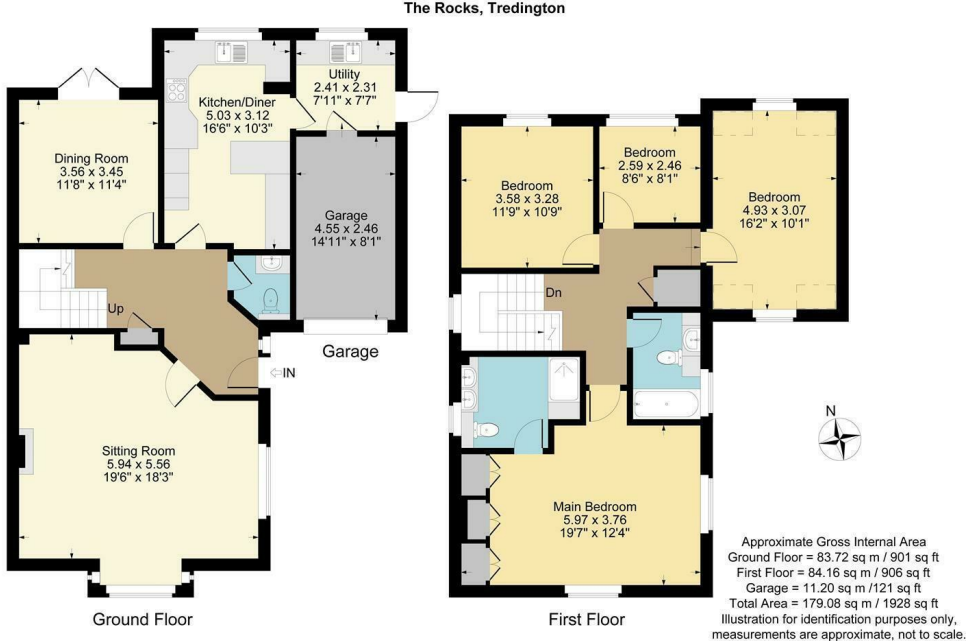 The Rocks, Tredington
Utility
2.41 x 2.31
7'11" x 7'7"
Kitchen/Diner
5.03 x 3.12
16'6" x 10'3"
Dining Room
3.56 x 3.45
11'8" x 11'4"
Garage
4.55 x 2.46
14'11" x 8'1"
Up
Garage
IN
Sitting Room
5.94 x 5.56
19'6" x 18'3"
Ground Floor
Bedroom
3.58 x 3.28
11'9" x 10'9"
Bedroom
2.59 x 2.46
8'6" x 8'1"
Bedroom
4.93 x 3.07
16'2" x 10'1"
Dn
Main Bedroom
5.97 x 3.76
19'7" x 12'4"
First Floor
N
Approximate Gross Internal Area
Ground Floor = 83.72 sq m / 901 sq ft
First Floor = 84.16 sq m / 906 sq ft
Garage = 11.20 sq m /121 sq ft
Total Area = 179.08 sq m / 1928 sq ft
Illustration for identification purposes only,
measurements are approximate, not to scale.